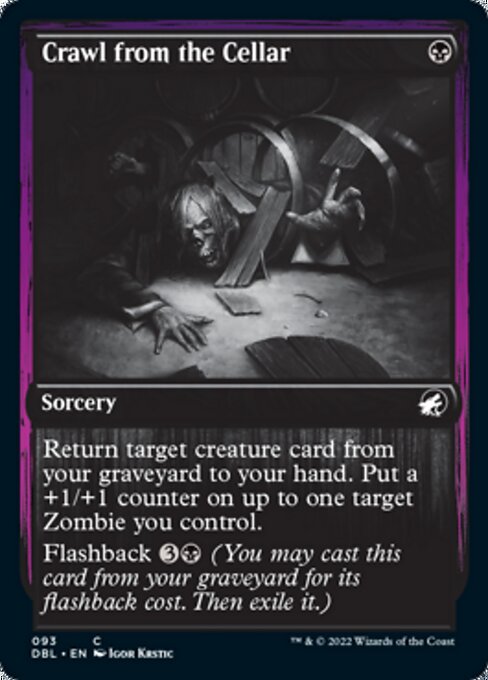 Crawl from the Cellar
Sorcery
Return target creature card from
your graveyard to your hand. Put a
+1/+1 counter on up to one target
Zombie you control.
Flashback 3 (You may cast this
card from your graveyard for its
flashback cost. Then exile it.)
093 C
DBL • EN Igor Krstic
™ & © 2022 Wizards of the Coast